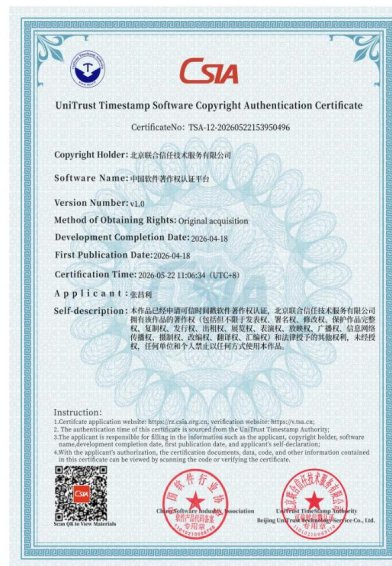 CSIA
UniTrust Timestamp Software Copyright Authentication Certificate
CertificateNo: TSA-12-20260522153950496
Copyright Holder: 北京联合信任技术服务有限公司
Software Name: 中国软件著作权认证平台
Version Number: v1.0
Method of Obtaining Rights: Original acquisition
Development Completion Date: 2026-04-18
First Publication Date:2026-04-18
Certification Time: 2026-05-22 11:06:34（UTC+8）
Applicant: 张昌利
Self-description: 本作品已经申请可信时间戳软件著作权认证，北京联合信任技术服务有限公司
拥有该作品的著作权（包括但不限于发表权、署名权、修改权、保护作品完整
权、复制权、发行权、出租权、展览权、表演权、放映权、广播权、信息网络
传播权、摄制权、改编权、翻译权、汇编权）和法律授予的其他权利，未经授
权，任何单位和个人禁止以任何方式使用本作品。
Instruction:
1.Certifcate application website: https://rz.csia.org.cn, verification website: https://v.tsa.cn;
2. The authentication time of this certificate is sourced from the UniTrust Timestamp Authority;
3.The applicant is responsible for filling in the information such as the applicant, copyright holder, software
name,development completion date, first publication date, and applicant's self-declaration;
4.With the applicant's authorization, the certification documents, data, code, and other information contained
in this certificate can be viewed by scanning the code or verifying the certificate.
CSIA
Scan QR to View Materials
China Software Industry Association
UniTrust Timestamp Authority
Beijing UniTrust Technology Service Co., Ltd.